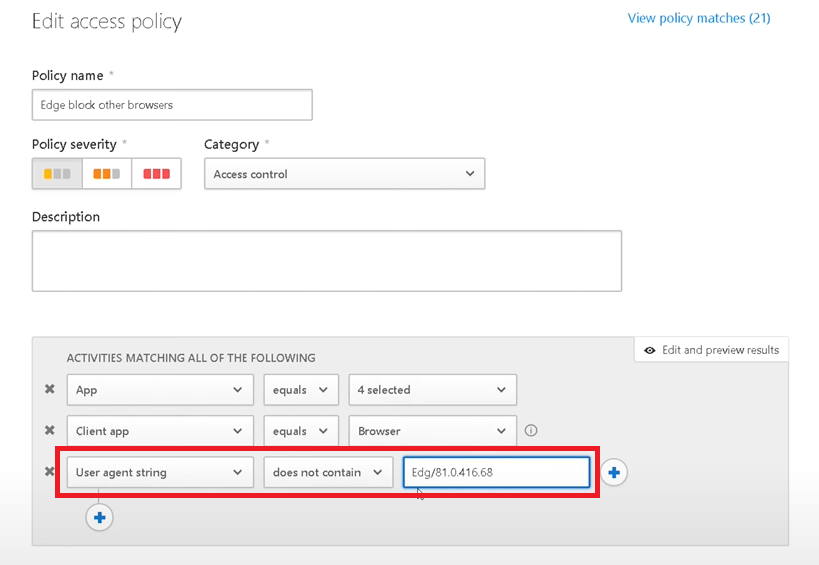 Edit access policy
View policy matches (21)
Policy name *
Edge block other browsers
Policy severity *
Category *
Access control
Description
ACTIVITIES MATCHING ALL OF THE FOLLOWING
Edit and preview results
App equals 4 selected
Client app equals Browser
User agent string does not contain Edg/81.0.416.68